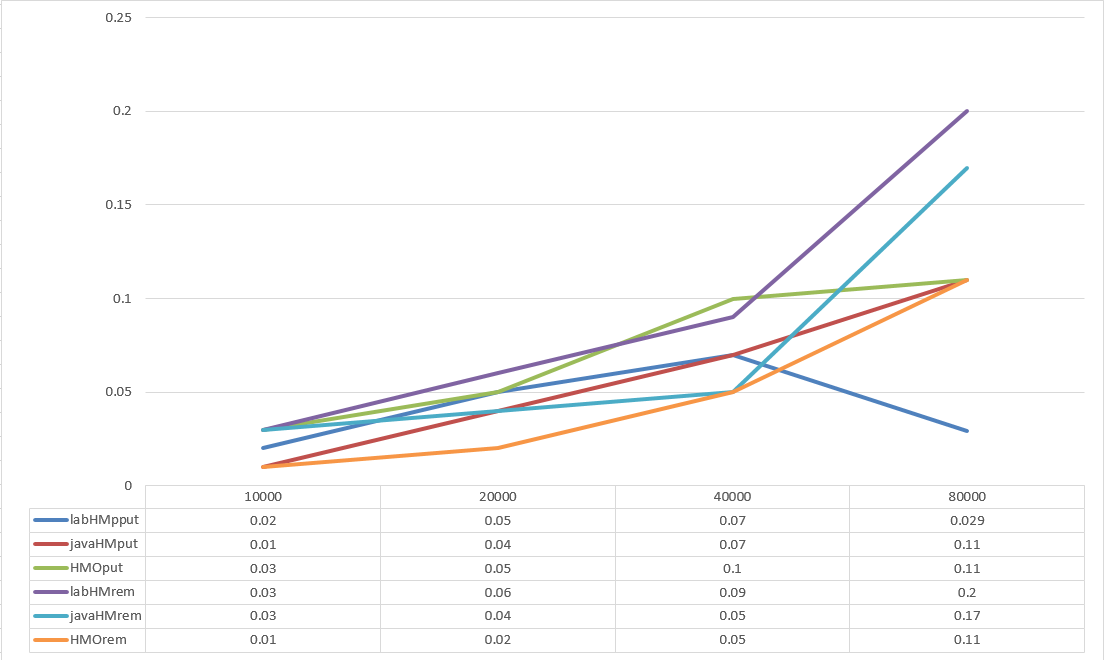 0.25
0.2
0.15
0.1
0.05
0
10000 20000 40000 80000
labHMpput 0.02 0.05 0.07 0.029
javaHMput 0.01 0.04 0.07 0.11
HMOput 0.03 0.05 0.1 0.11
labHMrem 0.03 0.06 0.09 0.2
javaHMrem 0.03 0.04 0.05 0.17
HMOrem 0.01 0.02 0.05 0.11